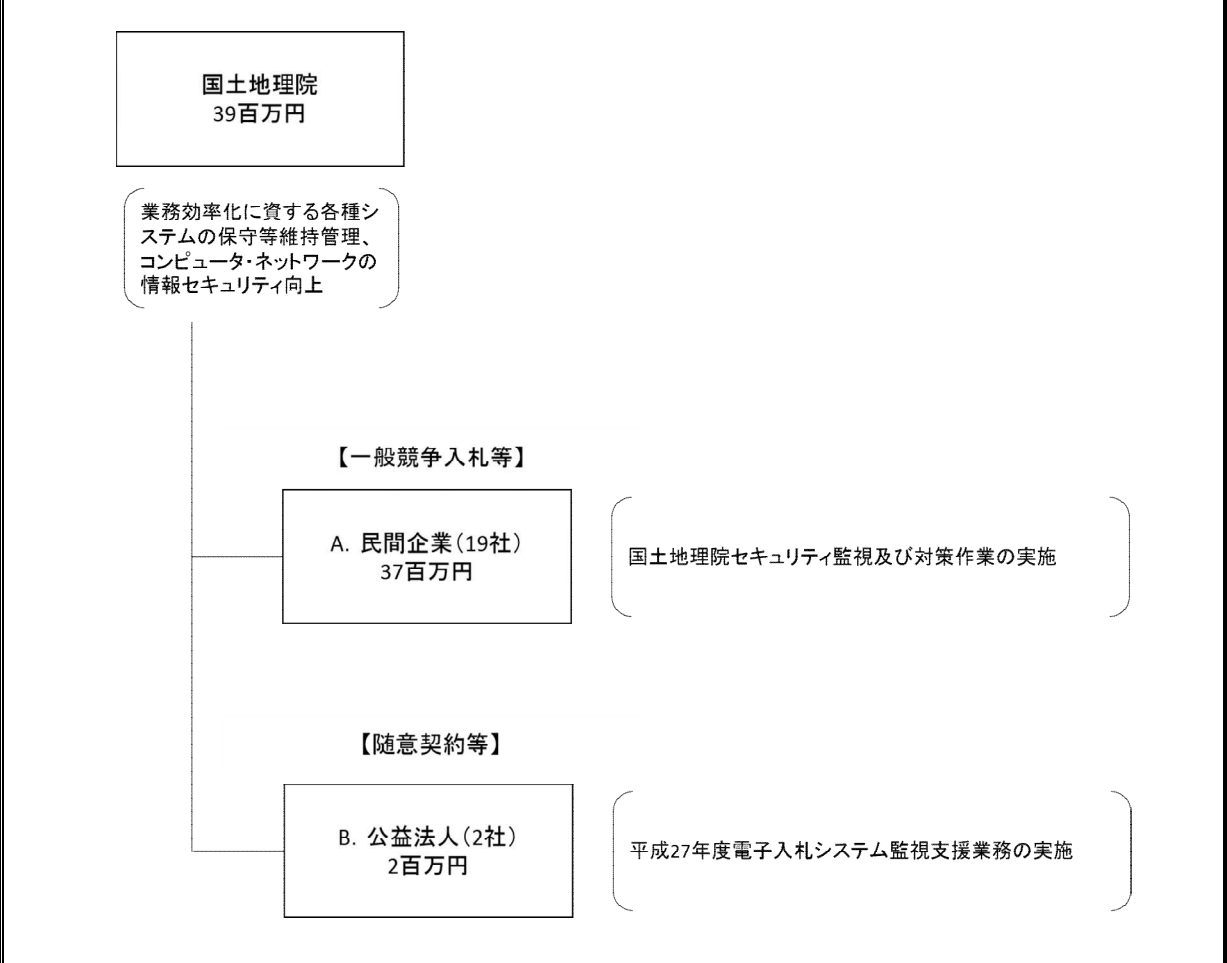 国土地理院
39百万円
業務効率化に資する各種シ
ステムの保守等維持管理、
コンピュータ・ネットワークの
情報セキュリティ向上
【一般競争入札等】
A. 民間企業（19社）
37百万円
国土地理院セキュリティ監視及び対策作業の実施
【随意契約等】
B. 公益法人（2社）
2百万円
平成27年度電子入札システム監視支援業務の実施